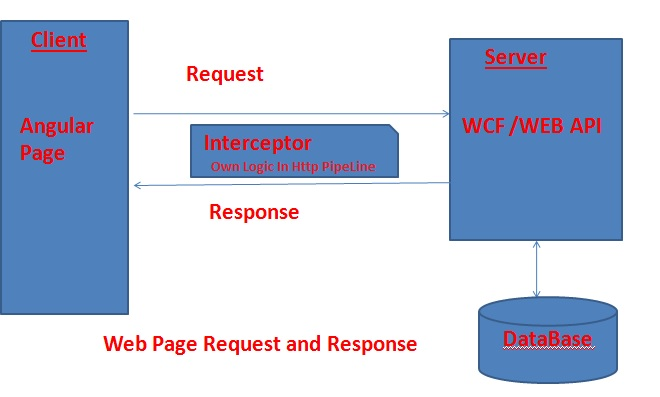 Client
Server
Request
Angular
Page
WCF/WEB API
Interceptor
Own Logic In Http PipeLine
Response
Web Page Request and Response
DataBase